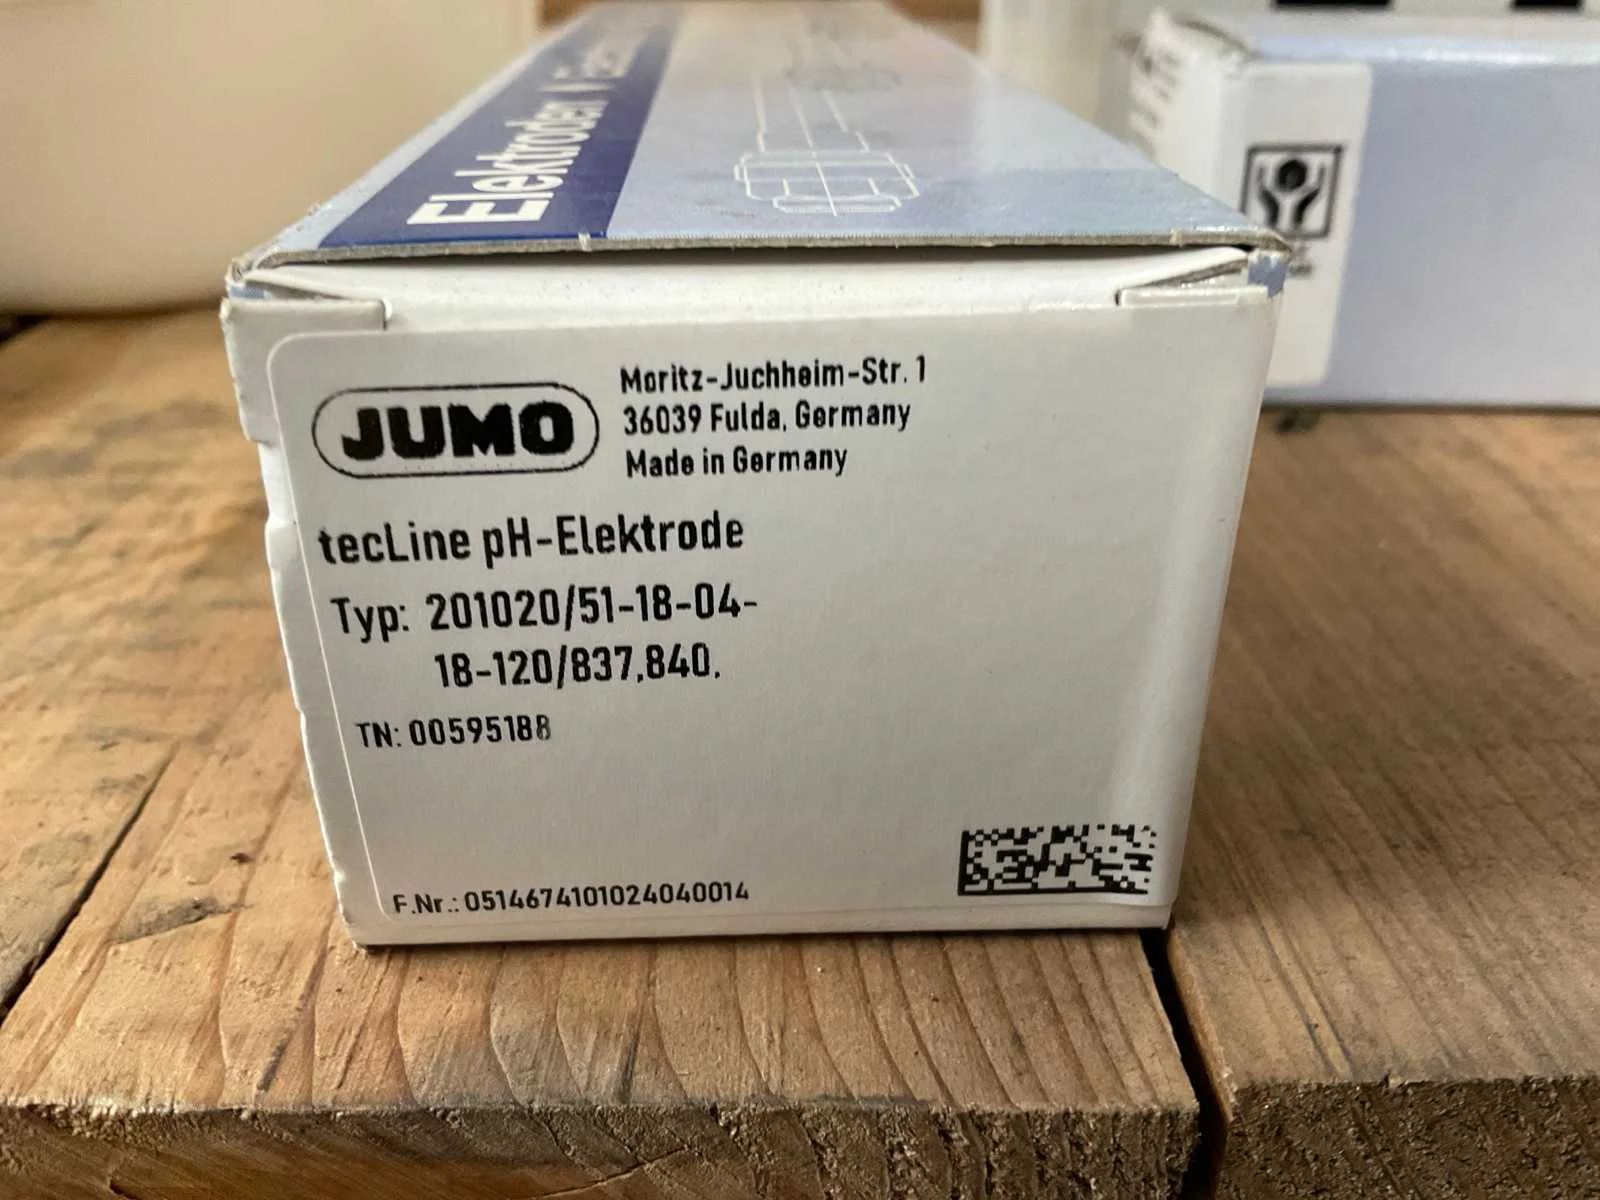 Elektroden
JUMO
Moritz-Juchheim-Str. 1
36039 Fulda, Germany
Made in Germany
tecLine pH-Elektrode
Typ: 201020/51-18-04-
18-120/837,840.
TN: 00595188
F.Nr.: 0514674101024040014